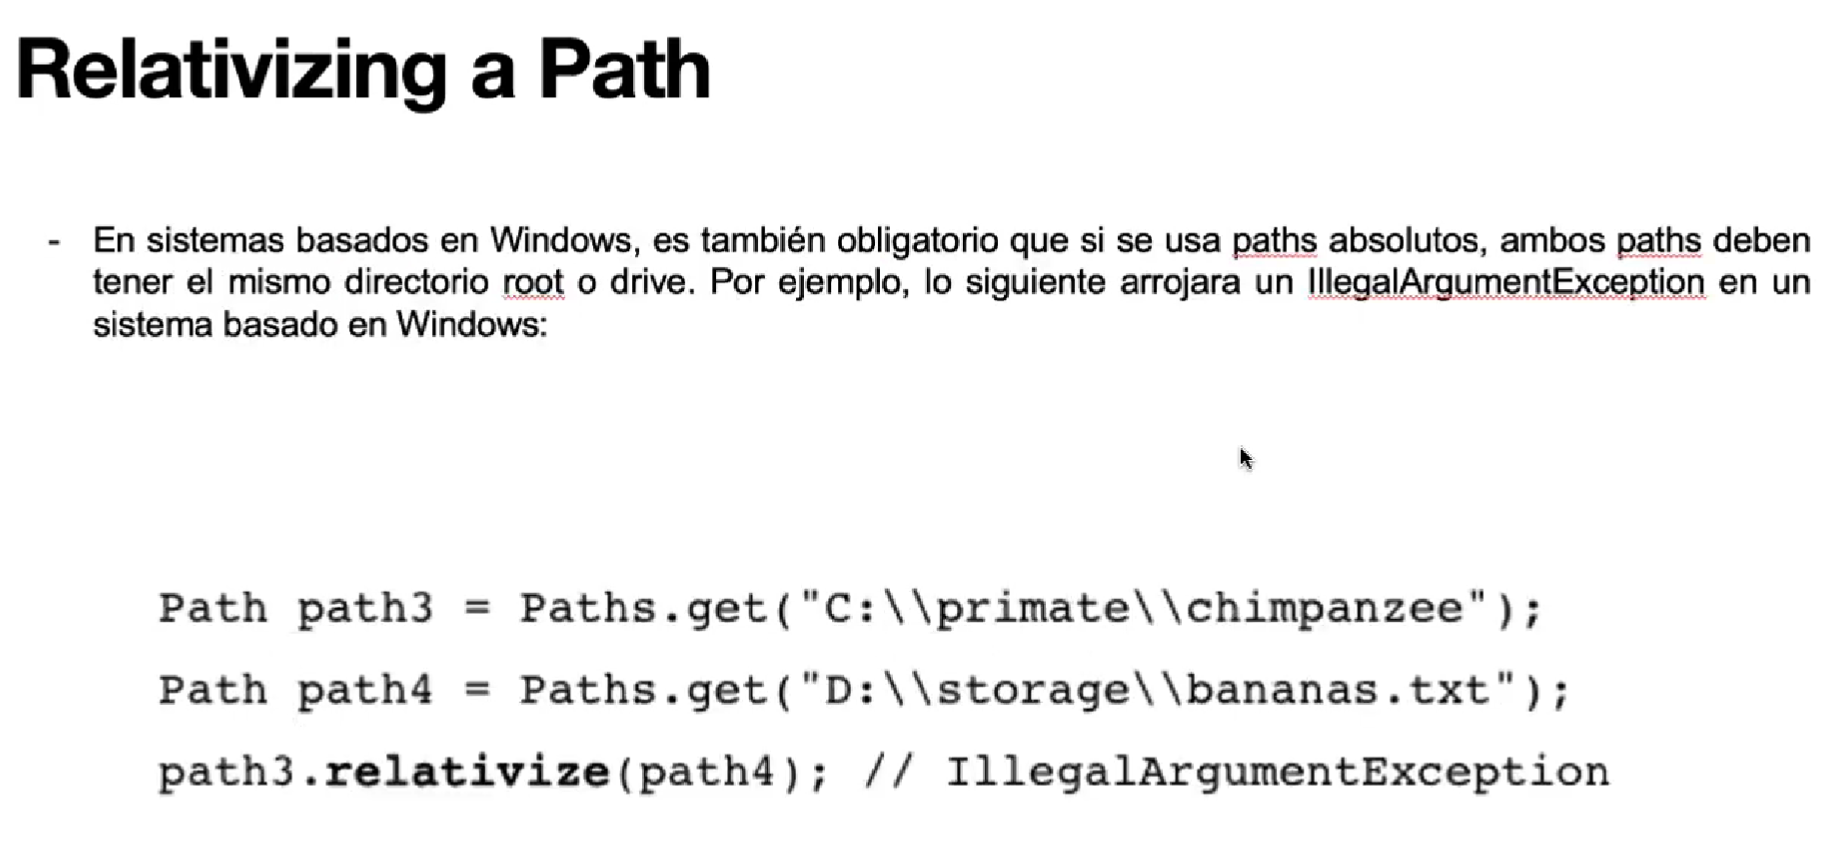 Relativizing a Path
- En sistemas basados en Windows, es también obligatorio que si se usa paths absolutos, ambos paths deben
tener el mismo directorio root o drive. Por ejemplo, lo siguiente arrojara un IllegalArgumentException en un
sistema basado en Windows:
Path path3 = Paths.get("C:\\primate\\chimpanzee");
Path path4 = Paths.get("D:\\storage\\bananas.txt");
path3.relativize(path4); // IllegalArgumentException